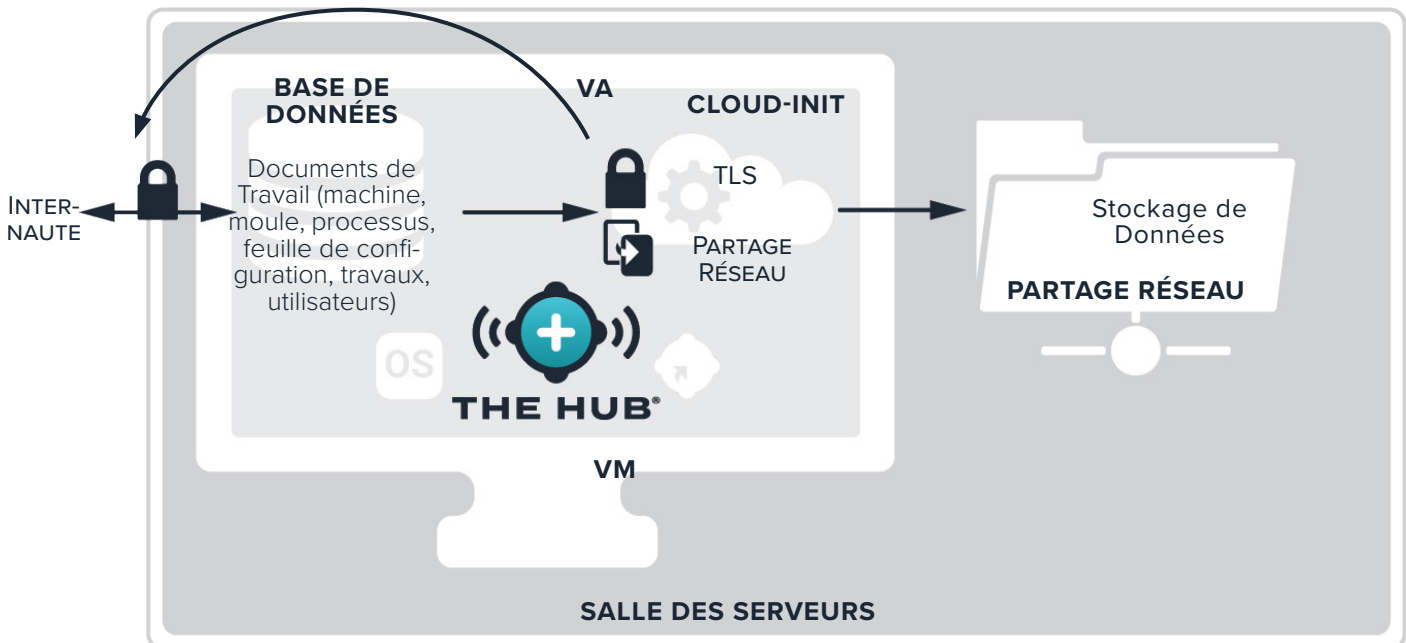 BASE DE
DONNÉES
VA
CLOUD-INIT
Documents de
Travail (machine,
moule, processus,
feuille de confi-
guration, travaux,
utilisateurs)
INTER-
NAUTE
TLS
PARTAGE
RÉSEAU
Stockage de
Données
PARTAGE RÉSEAU
OS
THE HUB®
VM
SALLE DES SERVEURS